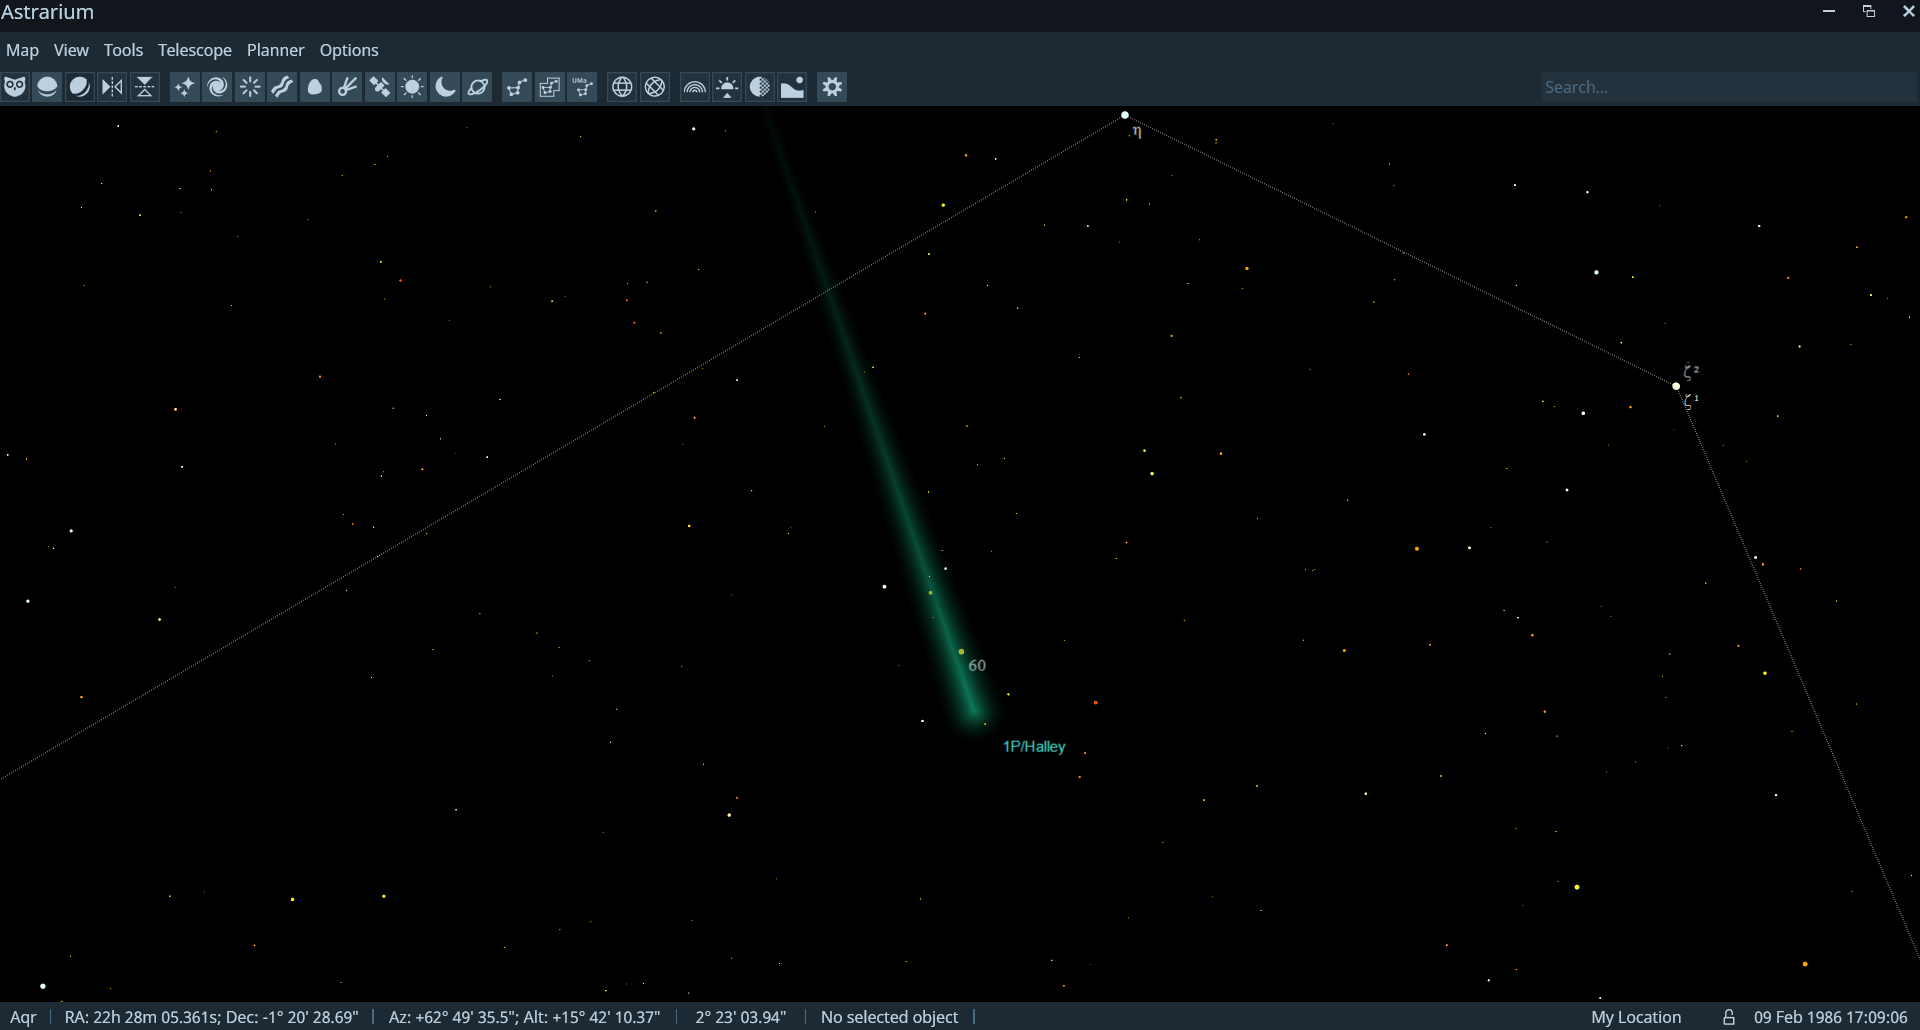 Astrarium
Map View Tools Telescope Planner Options
UMa
Search...
η
ζ²
ζ¹
60
1P/Halley
Aqr RA: 22h 28m 05.361s; Dec: -1° 20' 28.69" Az: +62° 49' 35.5"; Alt: +15° 42' 10.37" 2° 23' 03.94" No selected object My Location 09 Feb 1986 17:09:06